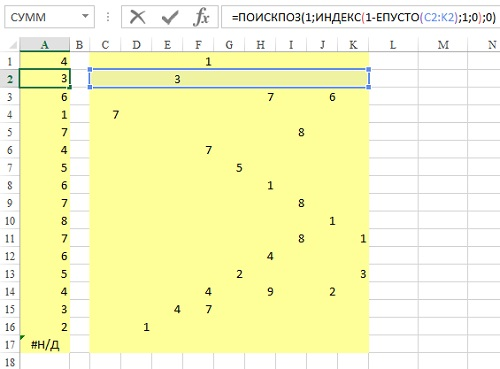 СУММ =ПОИСКПОЗ(1;ИНДЕКС(1-ЕПУСТО(C2:K2);1;0);0)
A B C D E F G H I J K L M N
1 4 1
2 3 3
3 6 7 6
4 1 7
5 7 8
6 4 7
7 5 5
8 6 1
9 7 8
10 8 1
11 7 8 1
12 6 4
13 5 2 3
14 4 4 9 2
15 3 4 7
16 2 1
17 #Н/Д
18